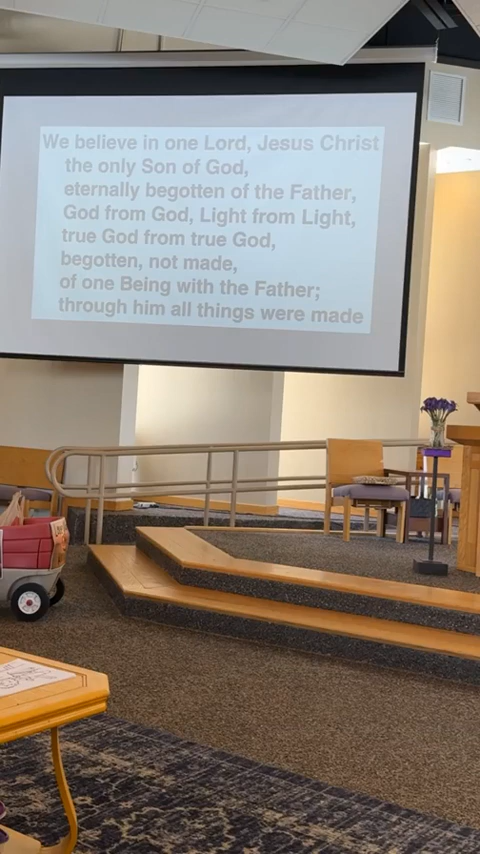 We believe in one Lord, Jesus Christ
the only Son of God,
eternally begotten of the Father,
God from God, Light from Light,
true God from true God,
begotten, not made,
of one Being with the Father;
through him all things were made